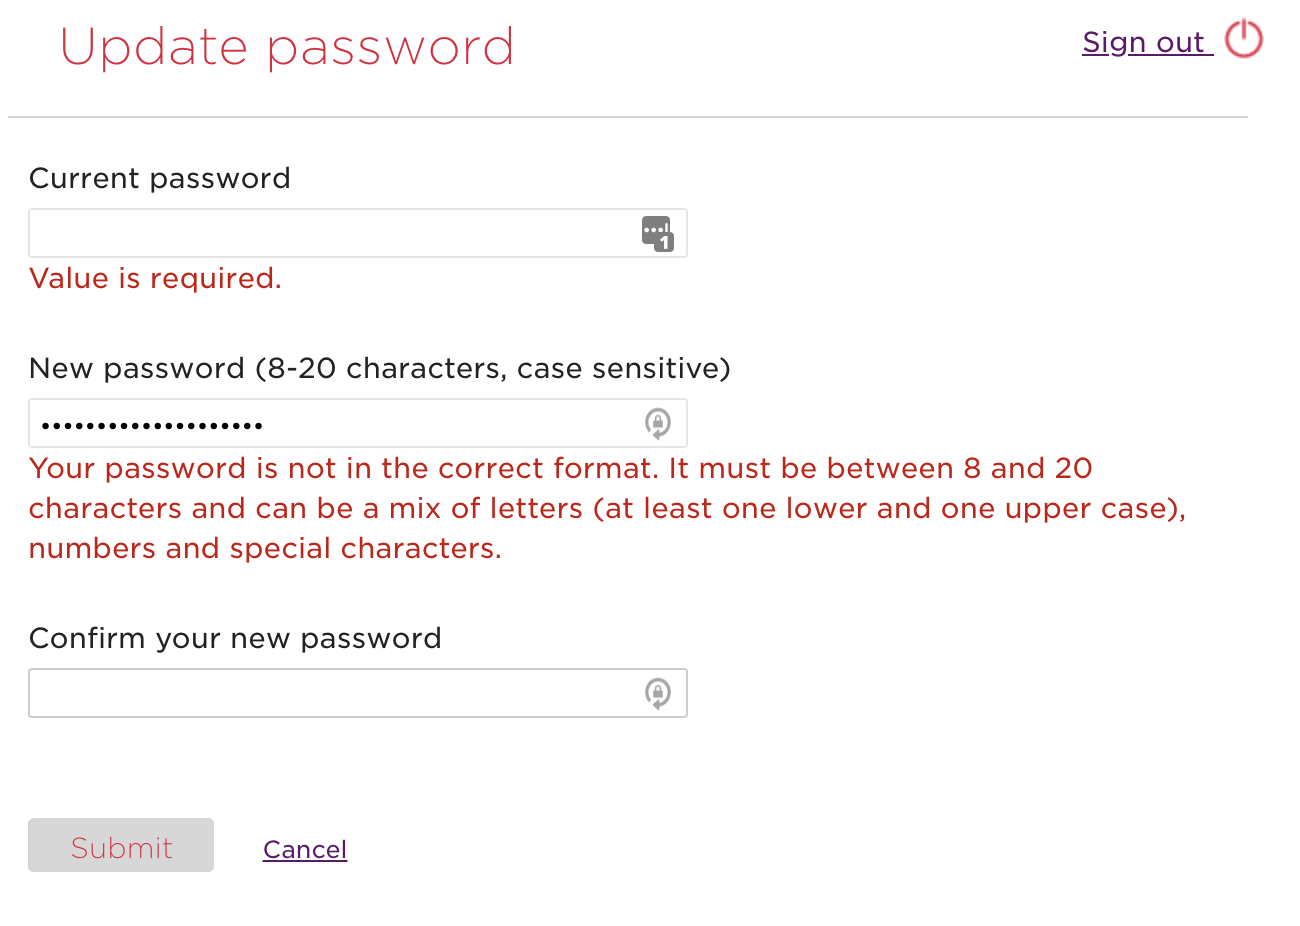 Update password
Sign out
Current password
1
Value is required.
New password (8-20 characters, case sensitive)
••••••••••••••••••••
Your password is not in the correct format. It must be between 8 and 20
characters and can be a mix of letters (at least one lower and one upper case),
numbers and special characters.
Confirm your new password
Submit
Cancel